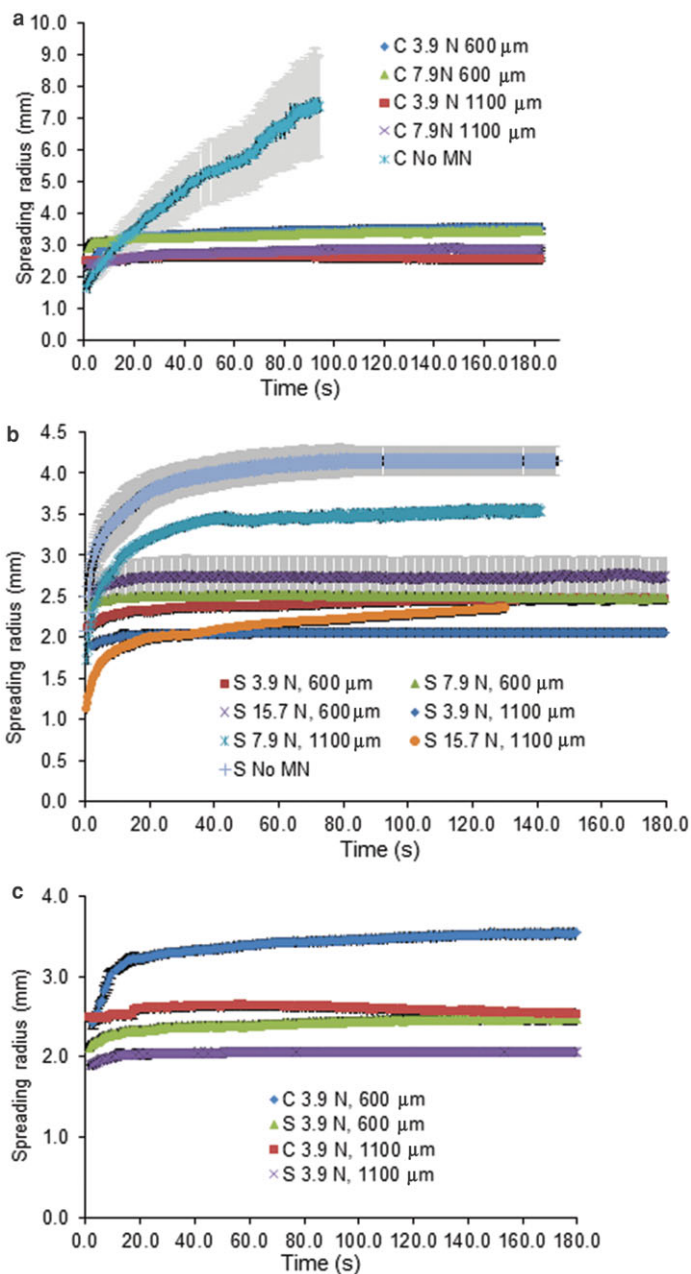 a
10.0
9.0
8.0
7.0
6.0
5.0
4.0
3.0
2.0
1.0
0.0
Spreading radius (mm)
C 3.9 N 600 μm
C 7.9N 600 μm
C 3.9 N 1100 μm
C 7.9N 1100 μm
C No MN
0.0 20.0 40.0 60.0 80.0 100.0 120.0 140.0 160.0 180.0
Time (s)
b
4.5
4.0
3.5
3.0
2.5
2.0
1.5
1.0
0.5
0.0
Spreading radius (mm)
S 3.9 N, 600 μm S 7.9 N, 600 μm
S 15.7 N, 600 μm S 3.9 N, 1100 μm
S 7.9 N, 1100 μm S 15.7 N, 1100 μm
S No MN
0.0 20.0 40.0 60.0 80.0 100.0 120.0 140.0 160.0 180.0
Time (s)
c
4.0
3.0
2.0
1.0
0.0
Spreading radius (mm)
C 3.9 N, 600 μm
S 3.9 N, 600 μm
C 3.9 N, 1100 μm
S 3.9 N, 1100 μm
0.0 20.0 40.0 60.0 80.0 100.0 120.0 140.0 160.0 180.0
Time (s)